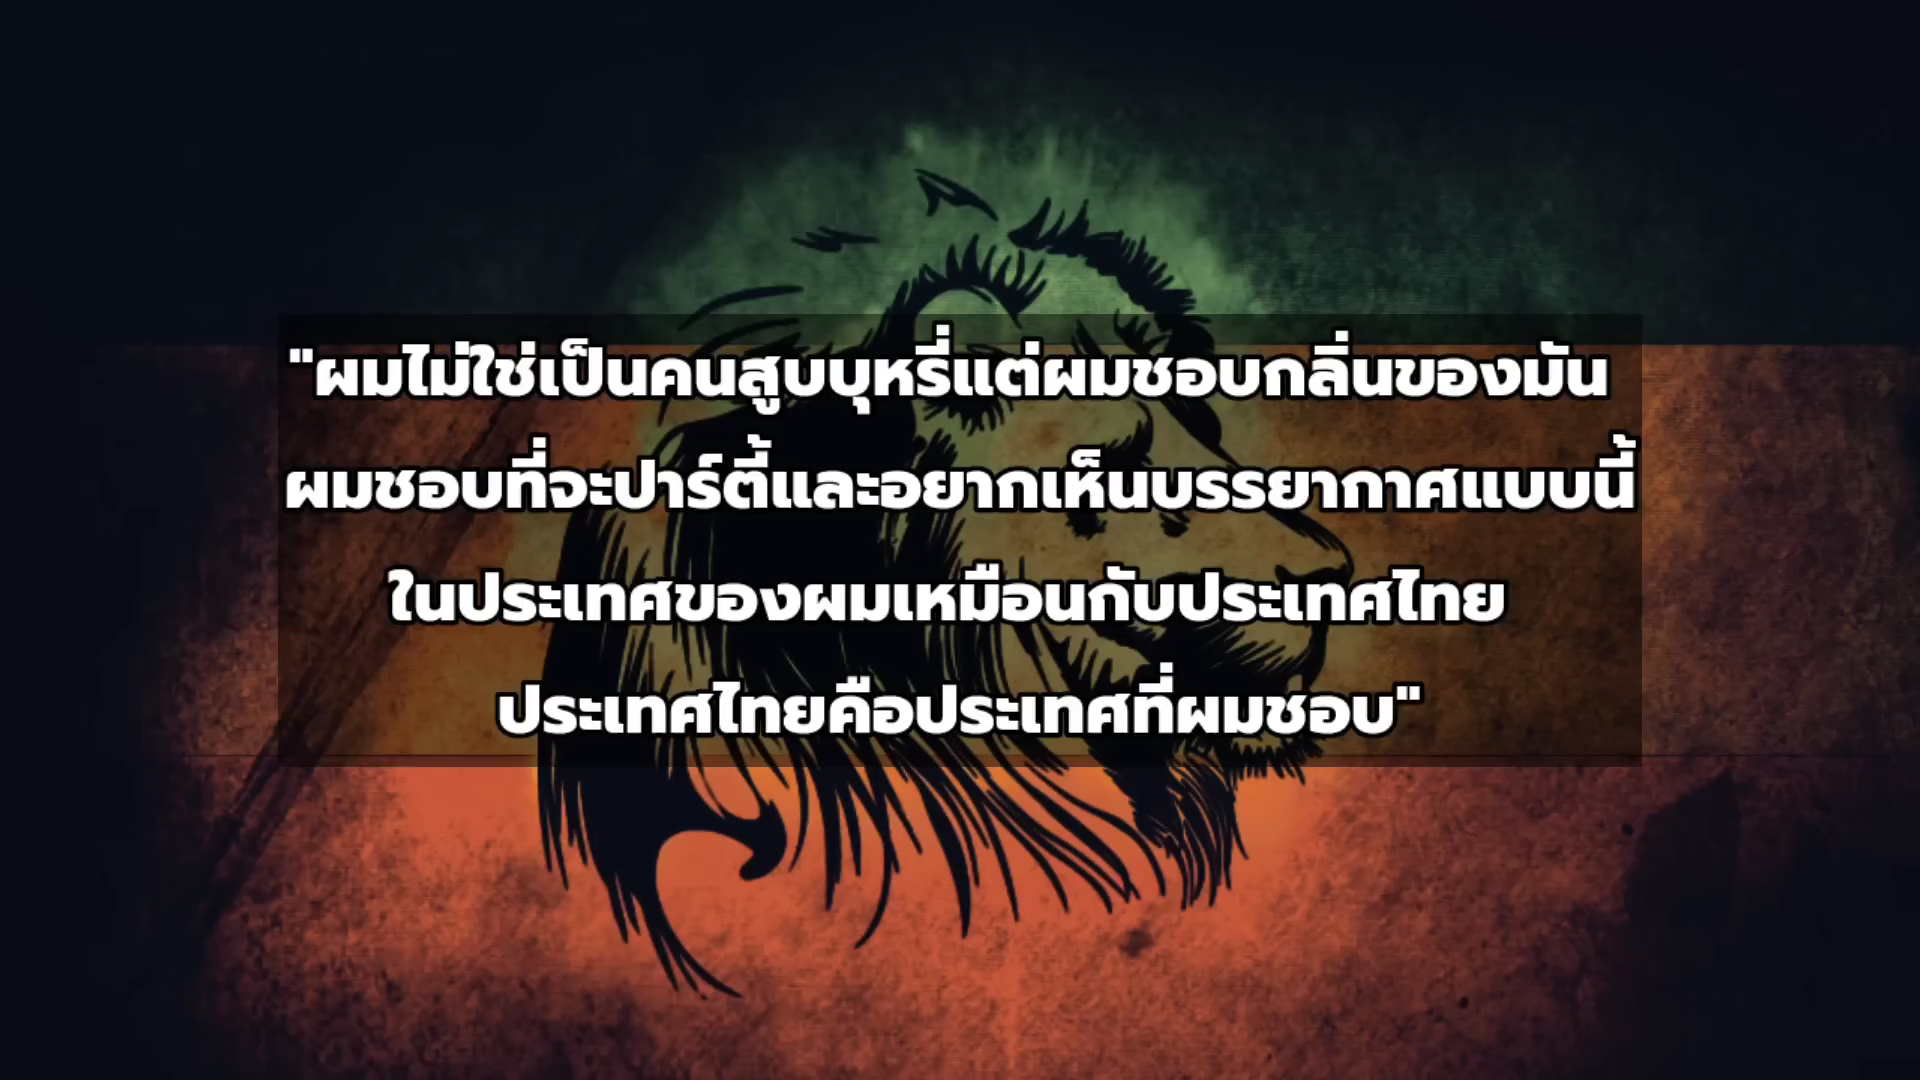 "ผมไม่ใช่เป็นคนสูบบุหรี่แต่ผมชอบกลิ่นของมัน
ผมชอบที่จะปาร์ตี้และอยากเห็นบรรยากาศแบบนี้
ในประเทศของผมเหมือนกับประเทศไทย
ประเทศไทยคือประเทศที่ผมชอบ"